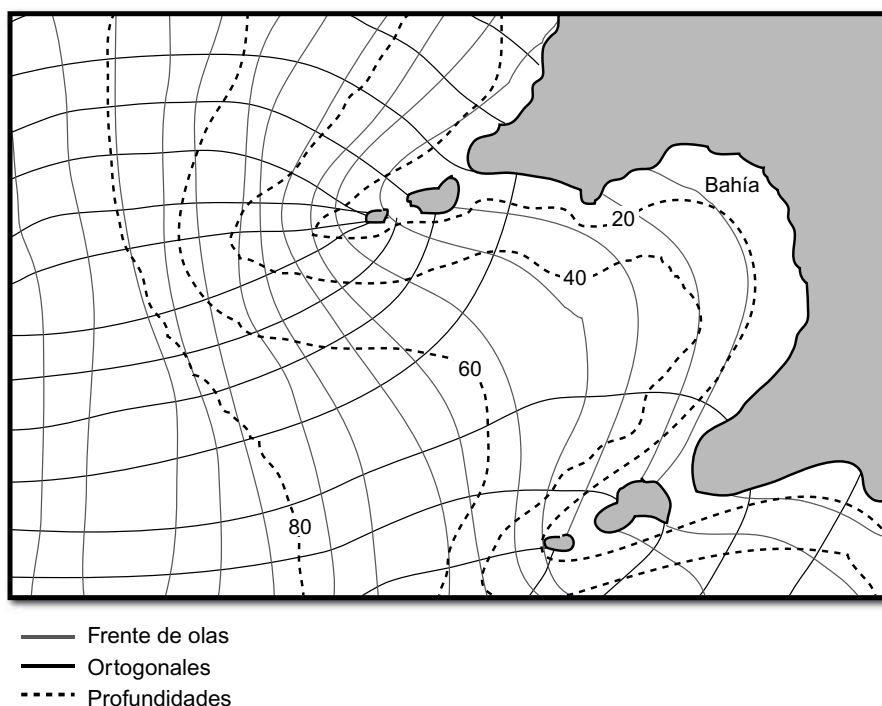 Bahía
20
40
60
80
Frente de olas
Ortogonales
Profundidades